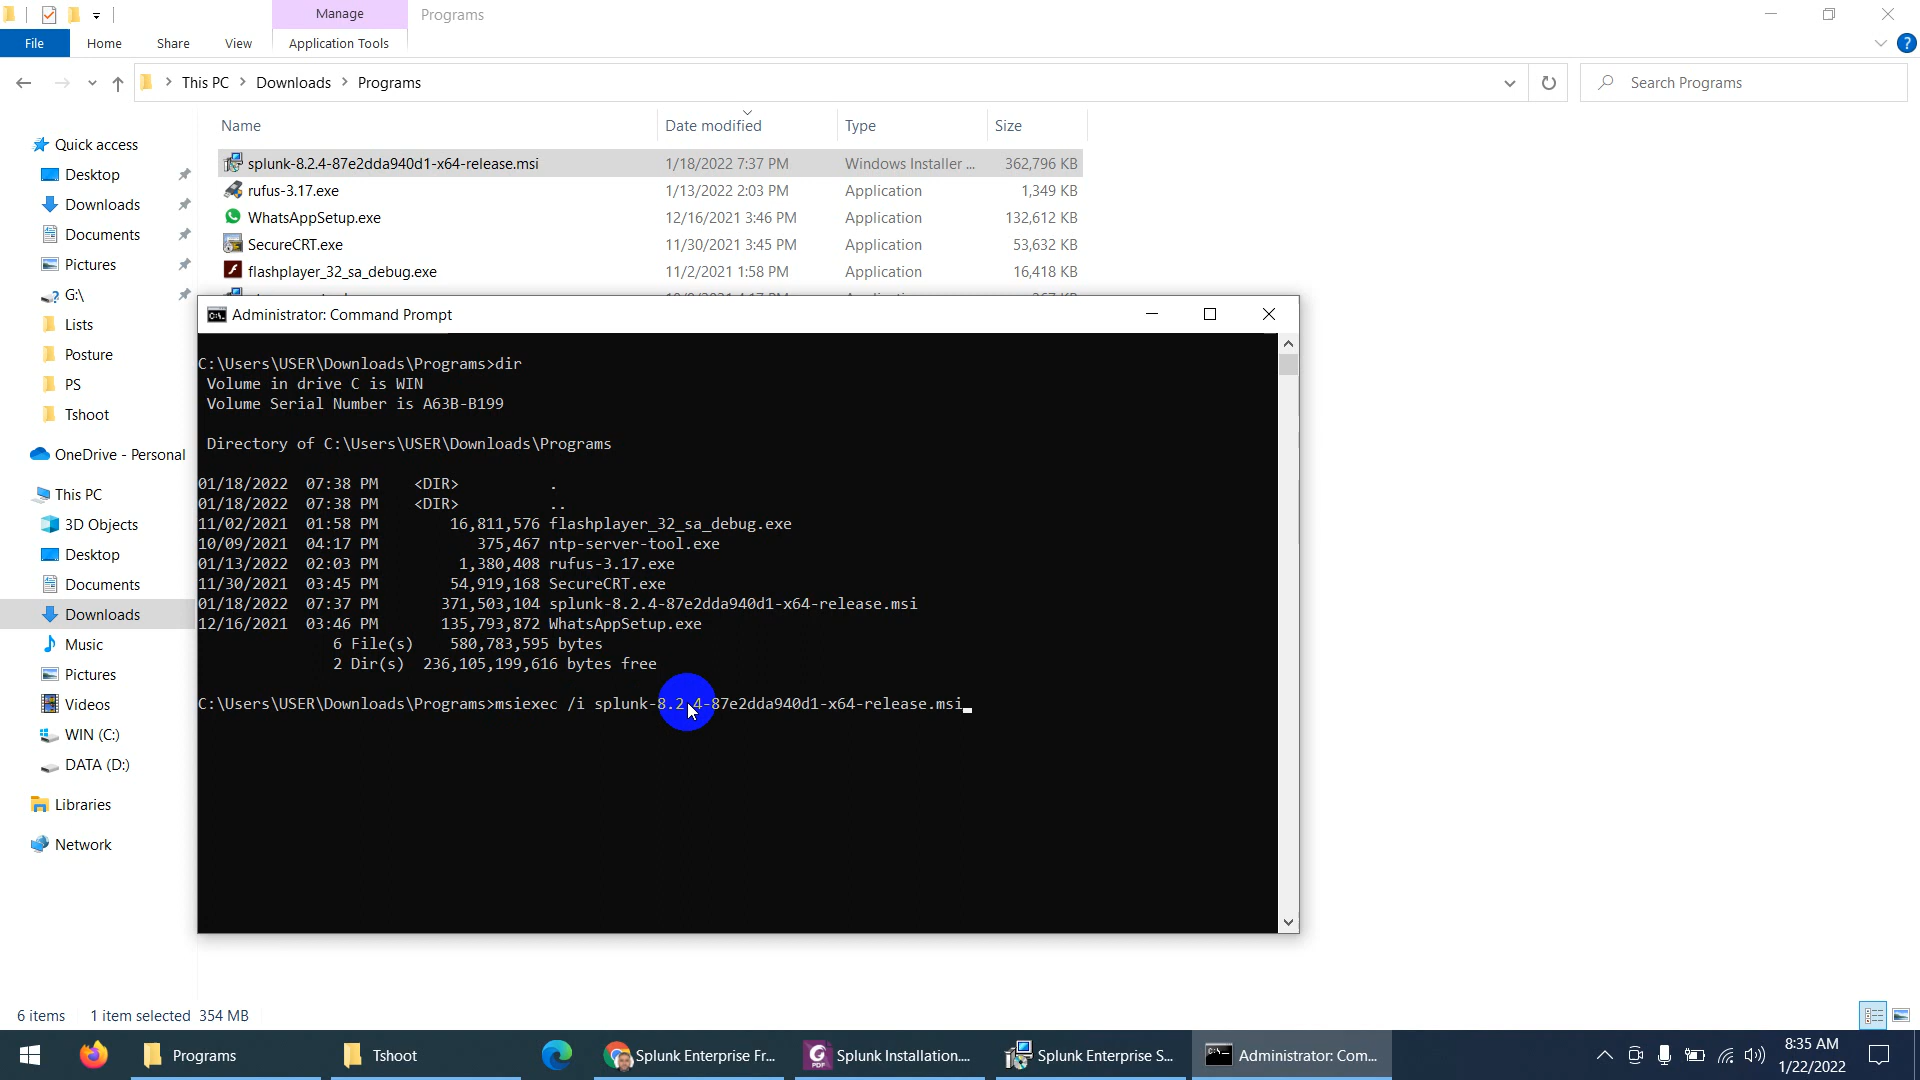 Manage
Programs
File
Home
Share
View
Application Tools
This PC
Downloads
Programs
Search Programs
Name
Date modified
Type
Size
Quick access
Desktop
Downloads
Documents
Pictures
G:\
Lists
Posture
PS
Tshoot
OneDrive - Personal
This PC
3D Objects
Desktop
Documents
Downloads
Music
Pictures
Videos
WIN (C:)
DATA (D:)
Libraries
Network
splunk-8.2.4-87e2dda940d1-x64-release.msi 1/18/2022 7:37 PM Windows Installer ... 362,796 KB
rufus-3.17.exe 1/13/2022 2:03 PM Application 1,349 KB
WhatsAppSetup.exe 12/16/2021 3:46 PM Application 132,612 KB
SecureCRT.exe 11/30/2021 3:45 PM Application 53,632 KB
flashplayer_32_sa_debug.exe 11/2/2021 1:58 PM Application 16,418 KB
Administrator: Command Prompt
C:\Users\USER\Downloads\Programs>dir
Volume in drive C is WIN
Volume Serial Number is A63B-B199
Directory of C:\Users\USER\Downloads\Programs
01/18/2022 07:38 PM <DIR> .
01/18/2022 07:38 PM <DIR> ..
11/02/2021 01:58 PM 16,811,576 flashplayer_32_sa_debug.exe
10/09/2021 04:17 PM 375,467 ntp-server-tool.exe
01/13/2022 02:03 PM 1,380,408 rufus-3.17.exe
11/30/2021 03:45 PM 54,919,168 SecureCRT.exe
01/18/2022 07:37 PM 371,503,104 splunk-8.2.4-87e2dda940d1-x64-release.msi
12/16/2021 03:46 PM 135,793,872 WhatsAppSetup.exe
6 File(s) 580,783,595 bytes
2 Dir(s) 236,105,199,616 bytes free
C:\Users\USER\Downloads\Programs>msiexec /i splunk-8.2.4-87e2dda940d1-x64-release.msi_
6 items 1 item selected 354 MB
Programs
Tshoot
Splunk Enterprise Fr...
Splunk Installation....
Splunk Enterprise S...
Administrator: Com...
8:35 AM
1/22/2022